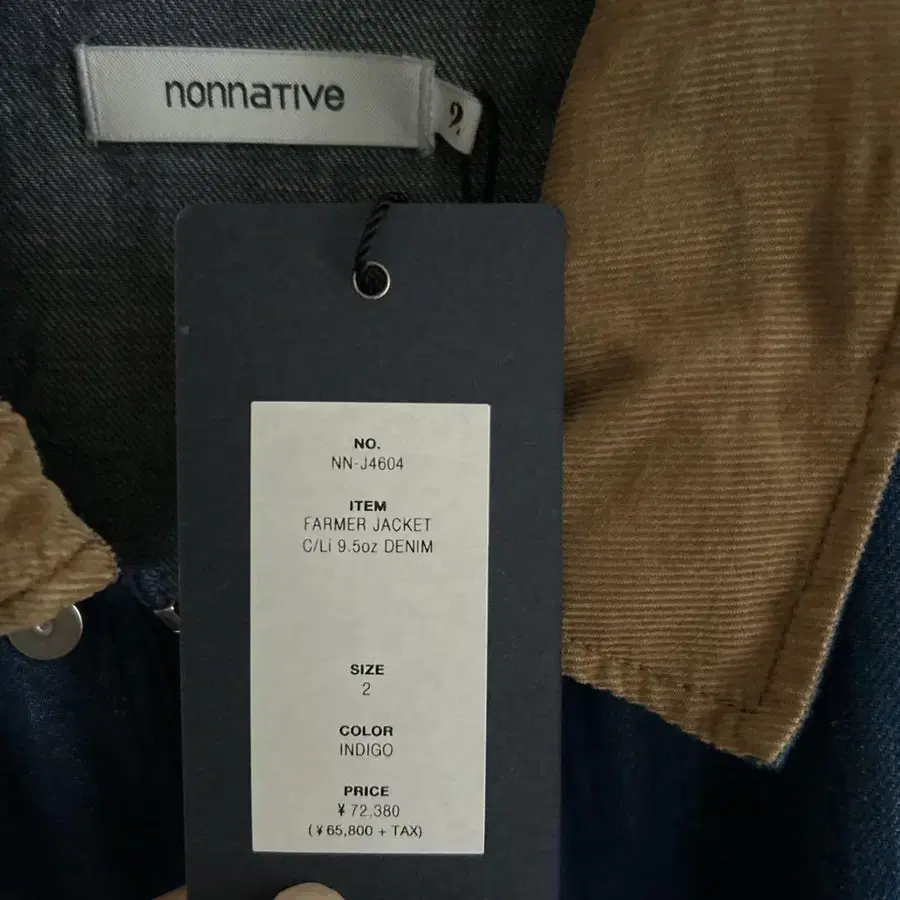 nonnative
2
NO.
NN-J4604
ITEM
FARMER JACKET
C/Li 9.5oz DENIM
SIZE
2
COLOR
INDIGO
PRICE
¥ 72,380
(¥ 65,800 + TAX)